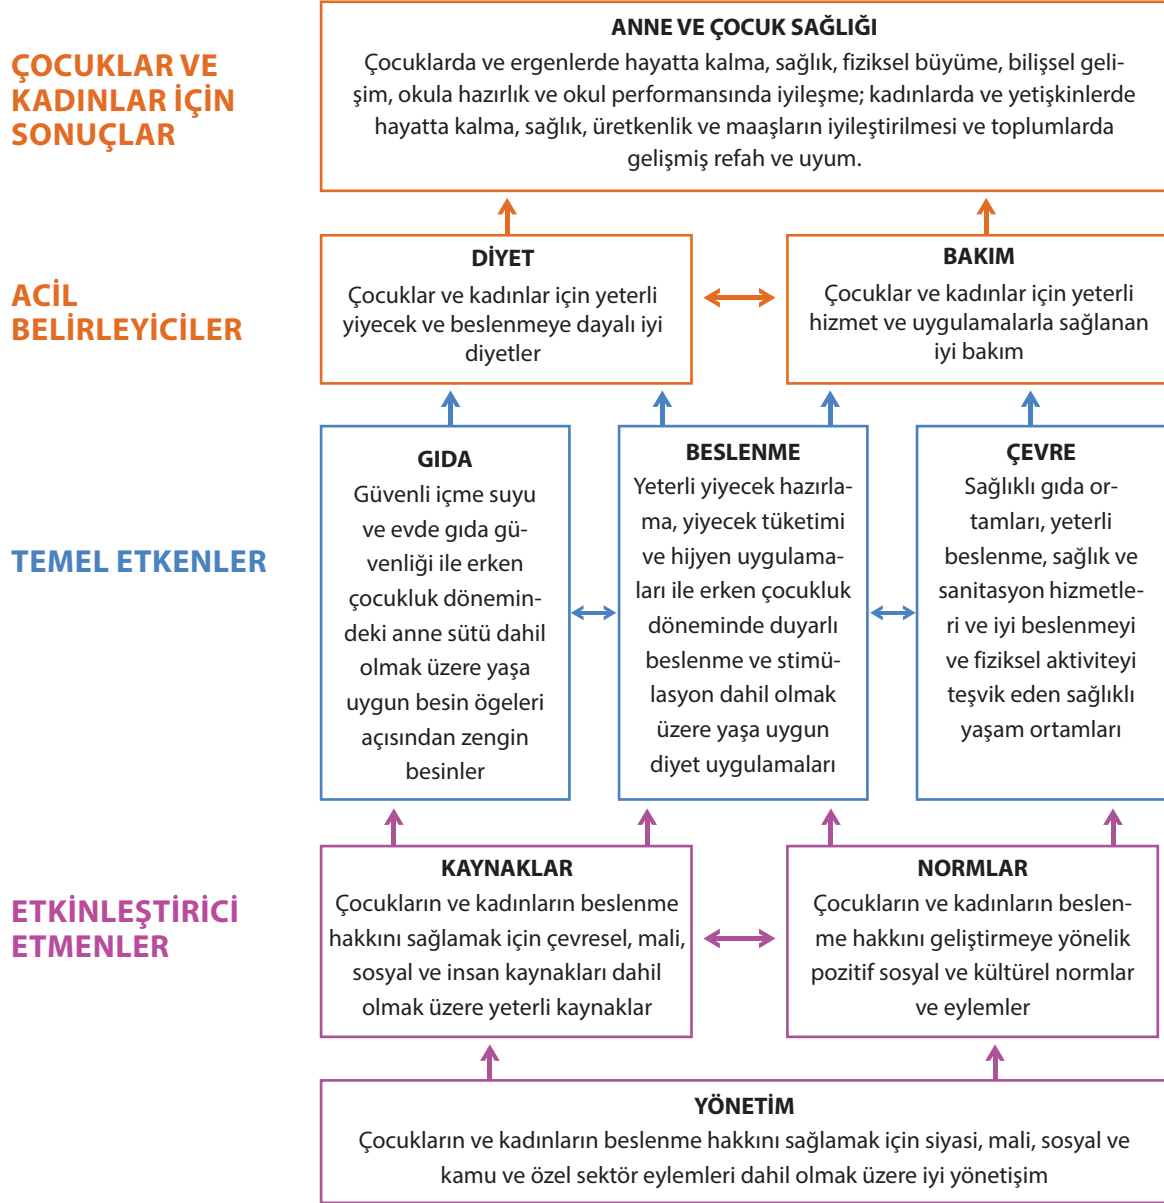 ÇOCUKLAR VE
KADINLAR İÇİN
SONUÇLAR
ANNE VE ÇOCUK SAĞLIĞI
Çocuklarda ve ergenlerde hayatta kalma, sağlık, fiziksel büyüme, bilişsel geli-
şim, okula hazırlık ve okul performansında iyileşme; kadınlarda ve yetişkinlerde
hayatta kalma, sağlık, üretkenlik ve maaşların iyileştirilmesi ve toplumlarda
gelişmiş refah ve uyum.
ACİL
BELİRLEYİCİLER
DİYET
Çocuklar ve kadınlar için yeterli
yiyecek ve beslenmeye dayalı iyi
diyetler
BAKIM
Çocuklar ve kadınlar için yeterli
hizmet ve uygulamalarla sağlanan
iyi bakım
TEMEL ETKENLER
GIDA
Güvenli içme suyu
ve evde gıda gü-
venliği ile erken
çocukluk dönemin-
deki anne sütü dahil
olmak üzere yaşa
uygun besin ögeleri
açısından zengin
besinler
BESLENME
Yeterli yiyecek hazırla-
ma, yiyecek tüketimi
ve hijyen uygulama-
ları ile erken çocukluk
döneminde duyarlı
beslenme ve stimü-
lasyon dahil olmak
üzere yaşa uygun
diyet uygulamaları
ÇEVRE
Sağlıklı gıda or-
tamları, yeterli
beslenme, sağlık ve
sanitasyon hizmetle-
ri ve iyi beslenmeyi
ve fiziksel aktiviteyi
teşvik eden sağlıklı
yaşam ortamları
ETKİNLEŞTİRİCİ
ETMENLER
KAYNAKLAR
Çocukların ve kadınların beslenme
hakkını sağlamak için çevresel, mali,
sosyal ve insan kaynakları dahil
olmak üzere yeterli kaynaklar
NORMLAR
Çocukların ve kadınların beslen-
me hakkını geliştirmeye yönelik
pozitif sosyal ve kültürel normlar
ve eylemler
YÖNETİM
Çocukların ve kadınların beslenme hakkını sağlamak için siyasi, mali, sosyal ve
kamu ve özel sektör eylemleri dahil olmak üzere iyi yönetişim